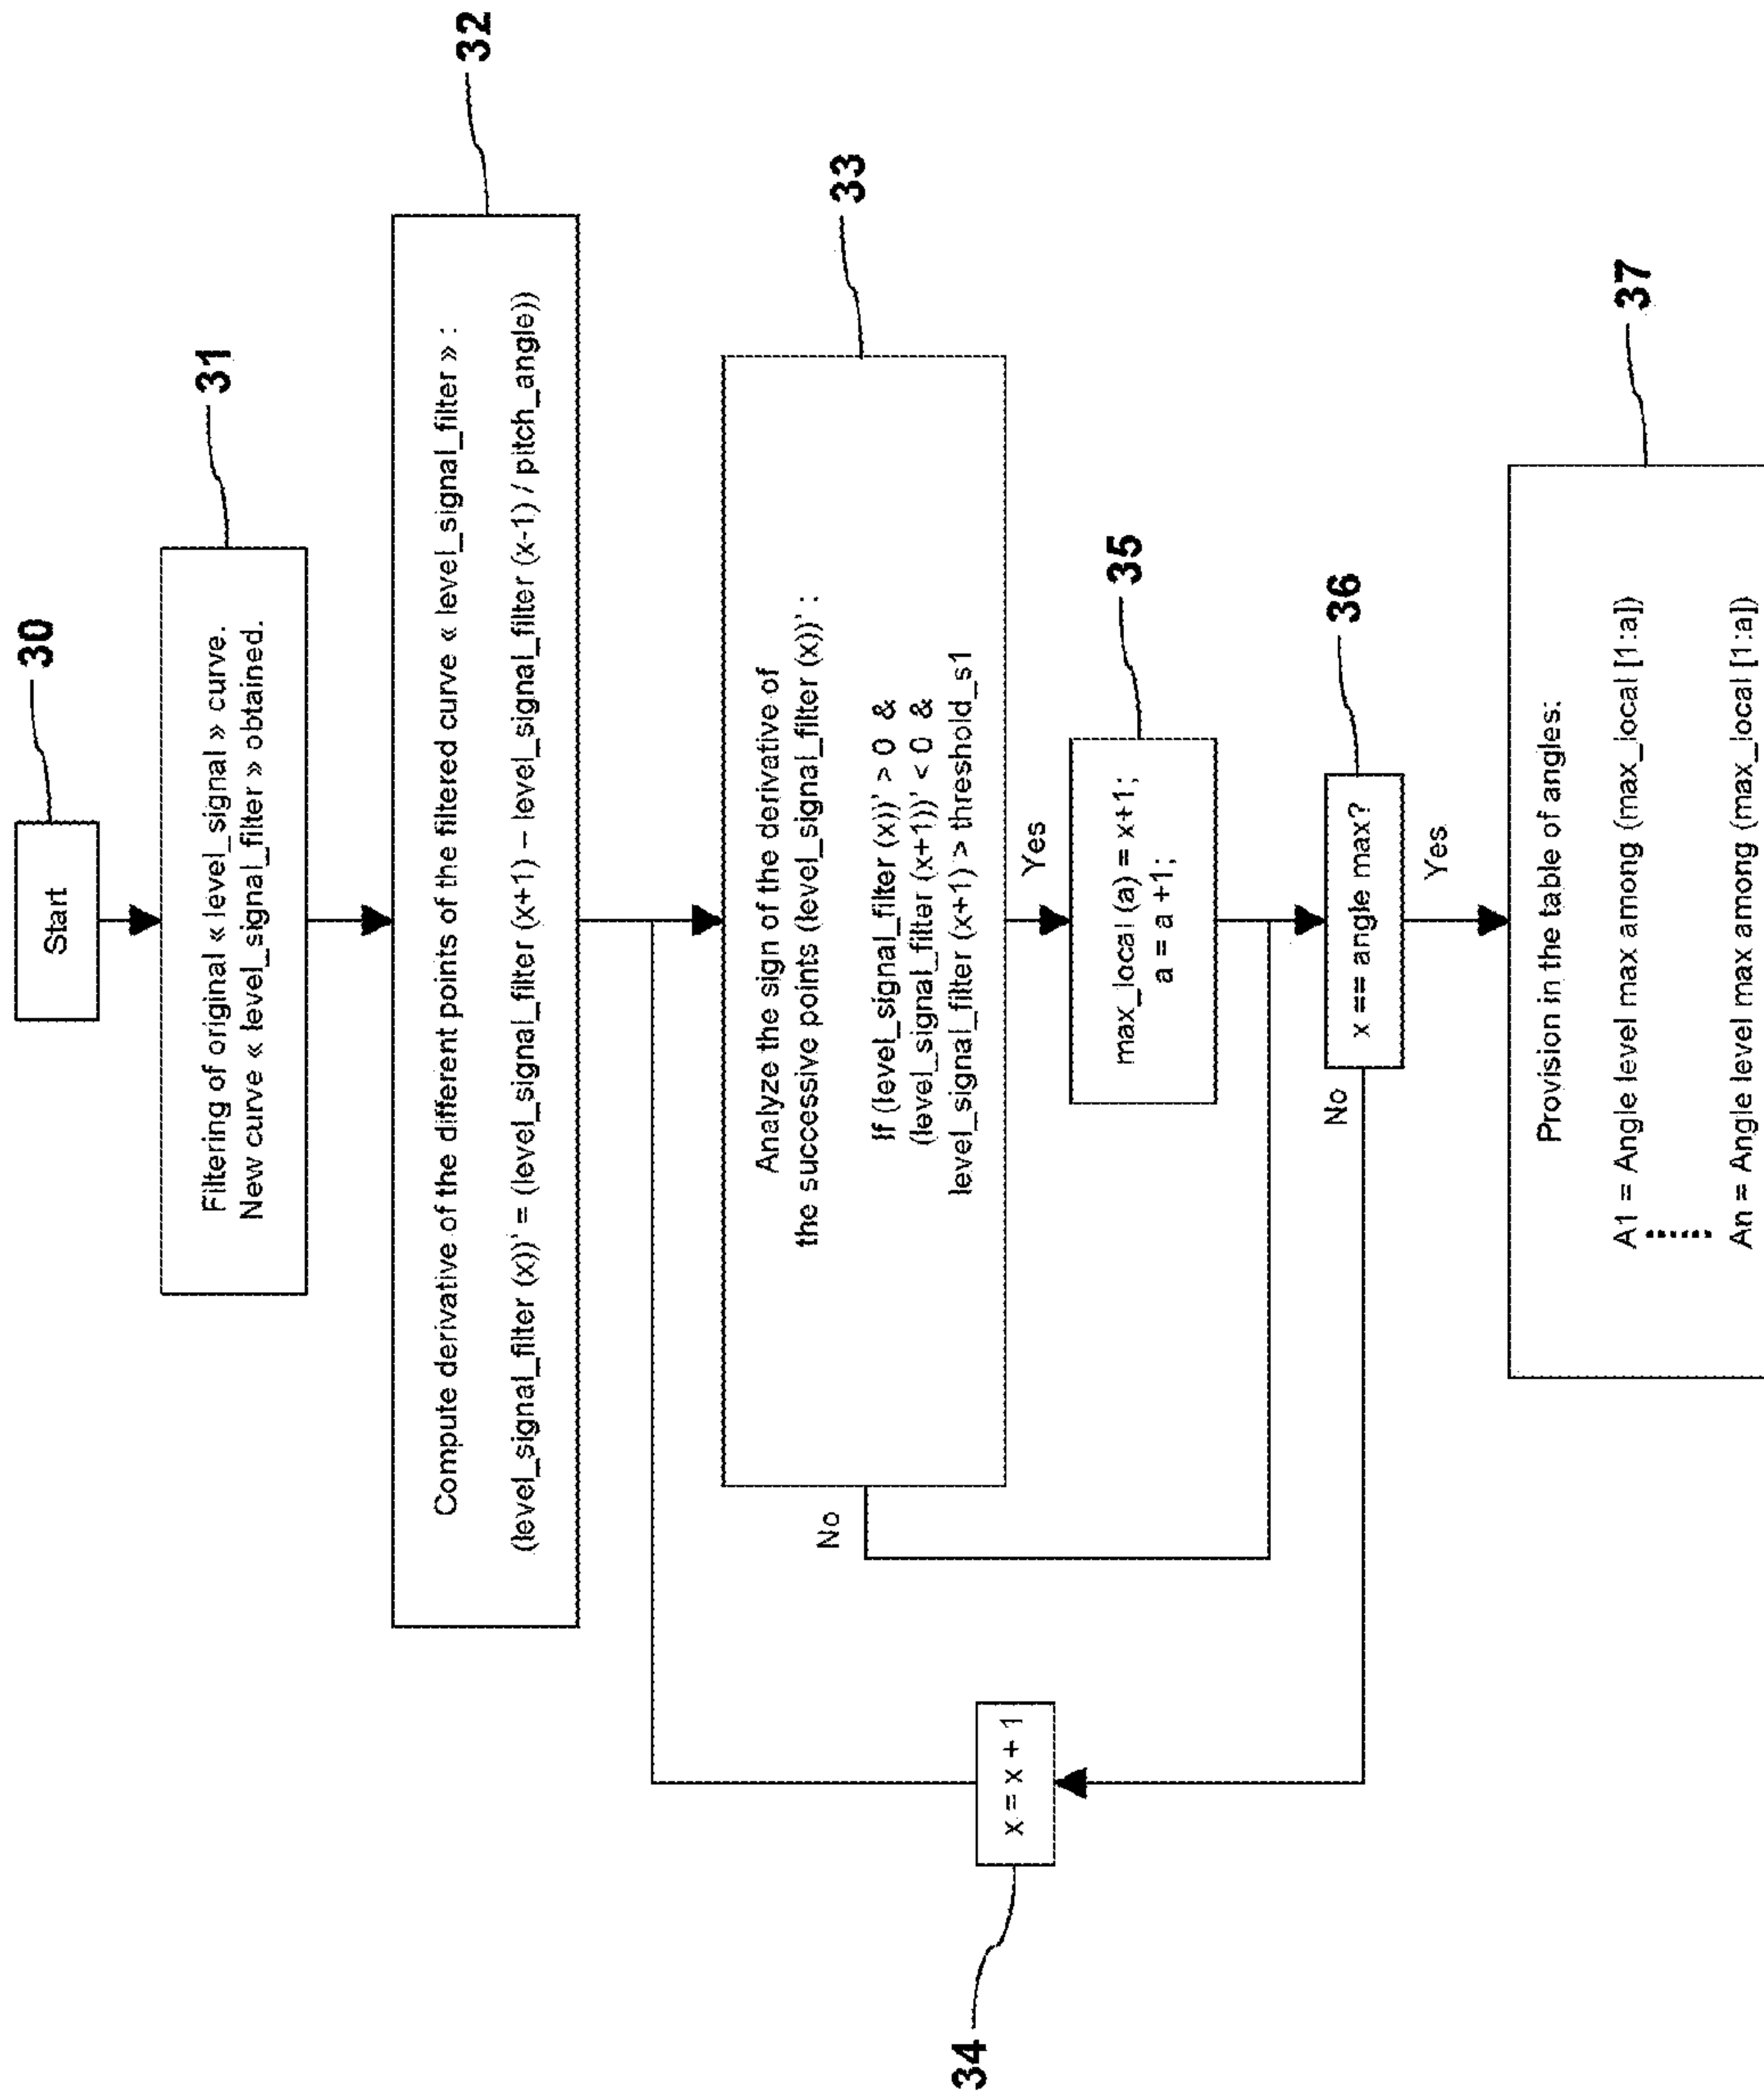 30
Start
31
Filtering of original « level_signal » curve.
New curve « level_signal_filter » obtained.
32
Compute derivative of the different points of the filtered curve « level_signal_filter » :
(level_signal_filter (x))' = (level_signal_filter (x+1) – level_signal_filter (x-1) / pitch_angle))
33
Analyze the sign of the derivative of
the successive points (level_signal_filter (x))' :
If (level_signal_filter (x))' > 0 &
(level_signal_filter (x+1))' < 0 &
level_signal_filter (x+1) > threshold_s1
No
Yes
34
x = x + 1
35
max_local (a) = x+1;
a = a +1;
36
x == angle max?
No
Yes
37
Provision in the table of angles:
A1 = Angle level max among (max_local [1:a])
......
An = Angle level max among (max_local [1:a])